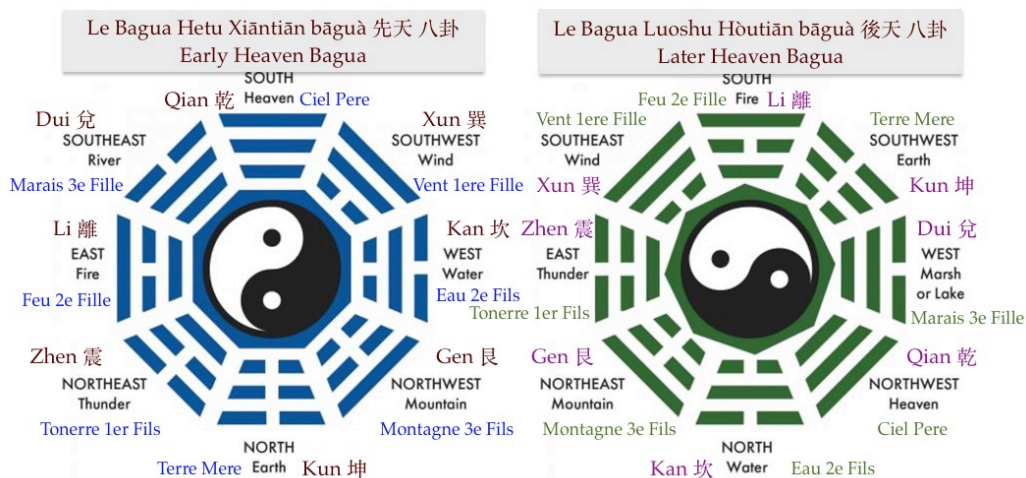 Le Bagua Hetu Xiāntiān bāguà 先天 八卦
Early Heaven Bagua
SOUTH
Qian 乾 Heaven Ciel Pere
Dui 兌
SOUTHEAST
River
Marais 3e Fille
Xun 巽
SOUTHWEST
Wind
Vent 1ere Fille
Li 離
EAST
Fire
Feu 2e Fille
Kan 坎
WEST
Water
Eau 2e Fils
Zhen 震
NORTHEAST
Thunder
Tonerre 1er Fils
Gen 艮
NORTHWEST
Mountain
Montagne 3e Fils
NORTH
Terre Mere Earth Kun 坤
Le Bagua Luoshu Hòutiān bāguà 後天 八卦
Later Heaven Bagua
SOUTH
Feu 2e Fille Fire Li 離
Vent 1ere Fille
SOUTHEAST
Wind
Xun 巽
Terre Mere
SOUTHWEST
Earth
Kun 坤
Zhen 震
EAST
Thunder
Tonerre 1er Fils
Dui 兌
WEST
Marsh
or Lake
Marais 3e Fille
Gen 艮
NORTHEAST
Mountain
Montagne 3e Fils
Qian 乾
NORTHWEST
Heaven
Ciel Pere
NORTH
Kan 坎 Water Eau 2e Fils